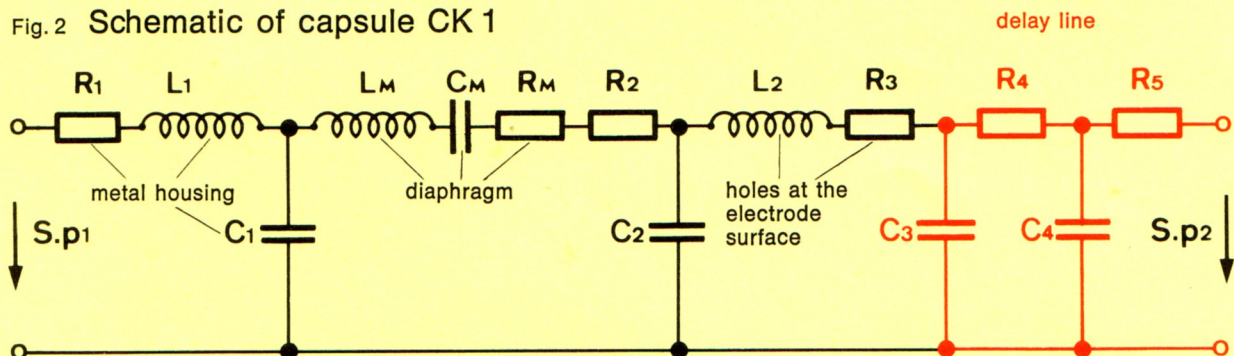 Fig. 2 Schematic of capsule CK 1
delay line
R1 L1 LM CM RM R2 L2 R3 R4 R5
metal housing
diaphragm
holes at the
electrode
surface
S.p1 C1 C2 C3 C4 S.p2